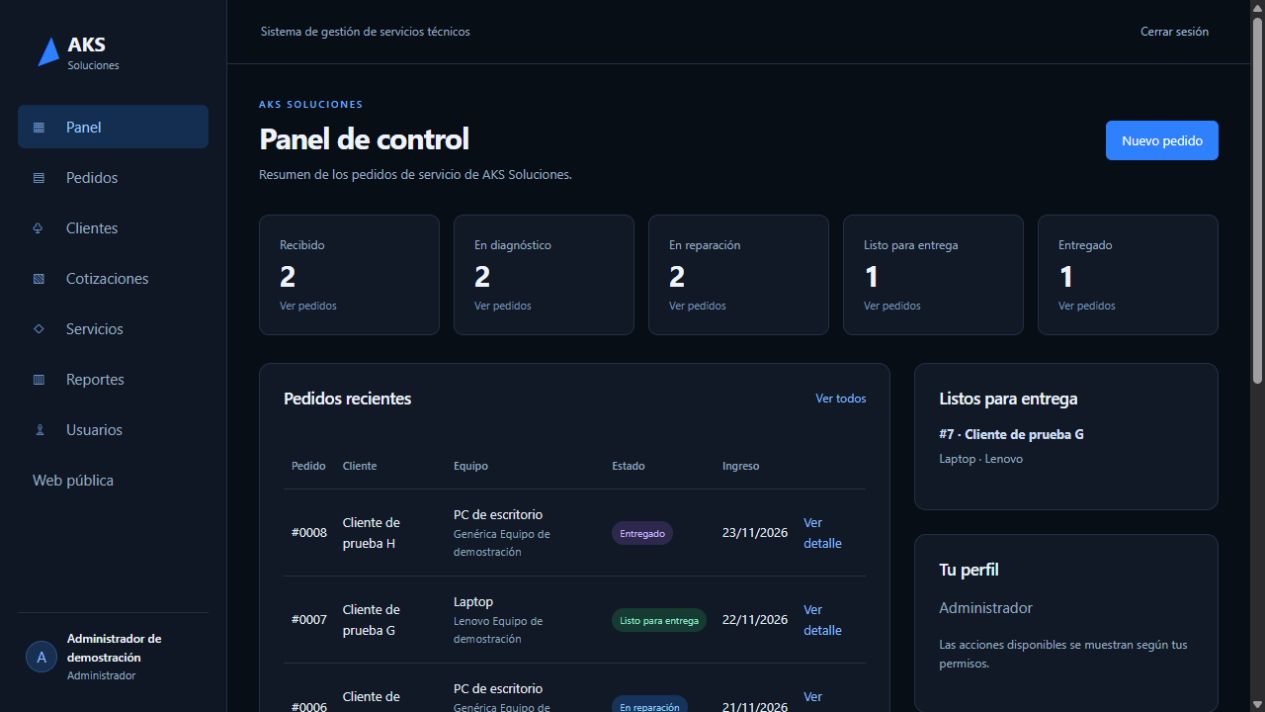 AKS
Soluciones
Panel
Pedidos
Clientes
Cotizaciones
Servicios
Reportes
Usuarios
Web pública
A
Administrador de
demostración
Administrador
Sistema de gestión de servicios técnicos
Cerrar sesión
AKS SOLUCIONES
Panel de control
Resumen de los pedidos de servicio de AKS Soluciones.
Nuevo pedido
Recibido
2
Ver pedidos
En diagnóstico
2
Ver pedidos
En reparación
2
Ver pedidos
Listo para entrega
1
Ver pedidos
Entregado
1
Ver pedidos
Pedidos recientes
Ver todos
Pedido Cliente Equipo Estado Ingreso
#0008
Cliente de
prueba H
PC de escritorio
Genérica Equipo de
demostración
Entregado
23/11/2026
Ver
detalle
#0007
Cliente de
prueba G
Laptop
Lenovo Equipo de
demostración
Listo para entrega
22/11/2026
Ver
detalle
#0006
Cliente de
PC de escritorio
Genérica Equipo de
En reparación
21/11/2026
Ver
Listos para entrega
#7 · Cliente de prueba G
Laptop · Lenovo
Tu perfil
Administrador
Las acciones disponibles se muestran según tus
permisos.